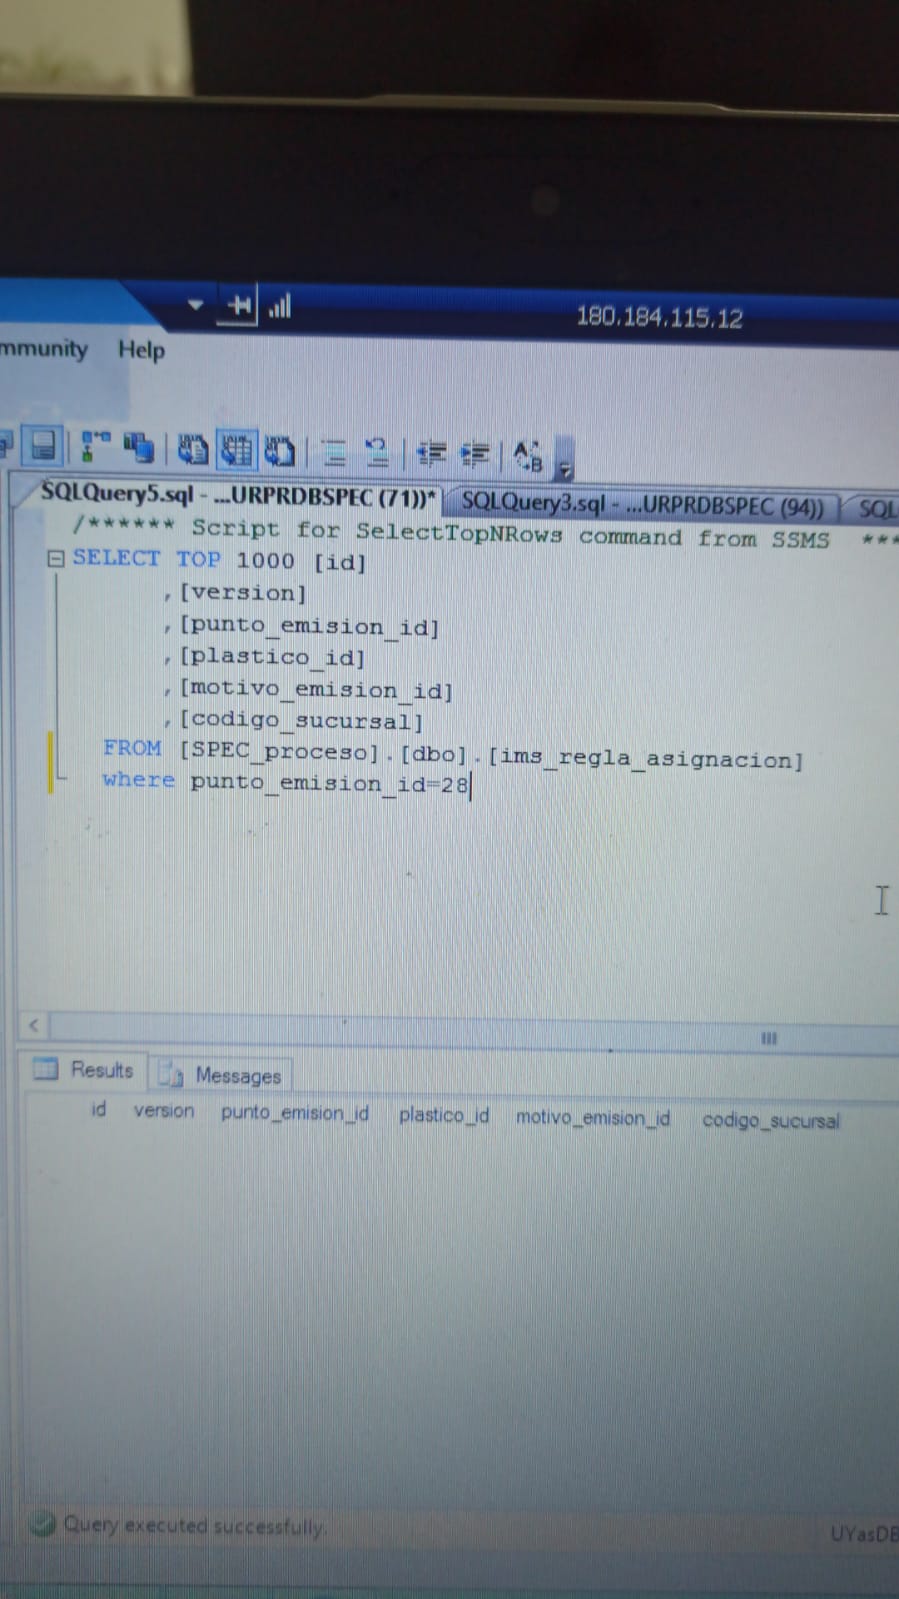 180.184.115.12
mmunity Help
SQLQuery5.sql - ...URPRDBSPEC (71))* SQLQuery3.sql - ...URPRDBSPEC (94)) SQL
/****** Script for SelectTopNRows command from SSMS ***
SELECT TOP 1000 [id]
,[version]
,[punto_emision_id]
,[plastico_id]
,[motivo_emision_id]
,[codigo_sucursal]
FROM [SPEC_proceso].[dbo].[ims_regla_asignacion]
where punto_emision_id=28
Results Messages
id version punto_emision_id plastico_id motivo_emision_id codigo_sucursal
Query executed successfully. UYasDB